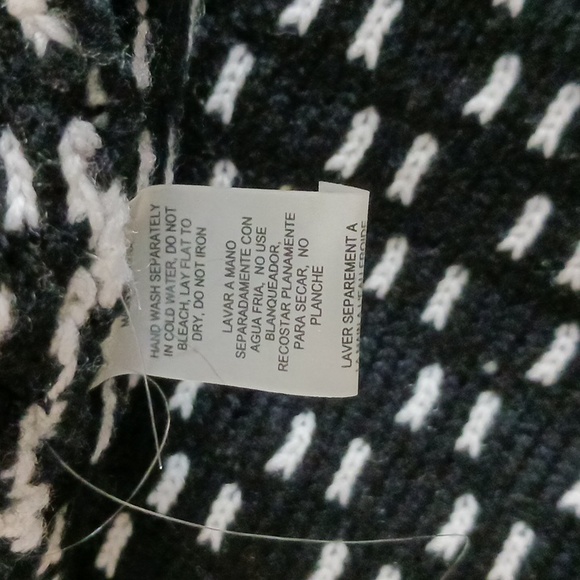 HAND WASH SEPARATELY
IN COLD WATER, DO NOT
BLEACH, LAY FLAT TO
DRY, DO NOT IRON
LAVAR A MANO
SEPARADAMENTE CON
AGUA FRIA, NO USE
BLANQUEADOR,
RECOSTAR PLANAMENTE
PARA SECAR, NO
PLANCHE
LAVER SEPAREMENT A